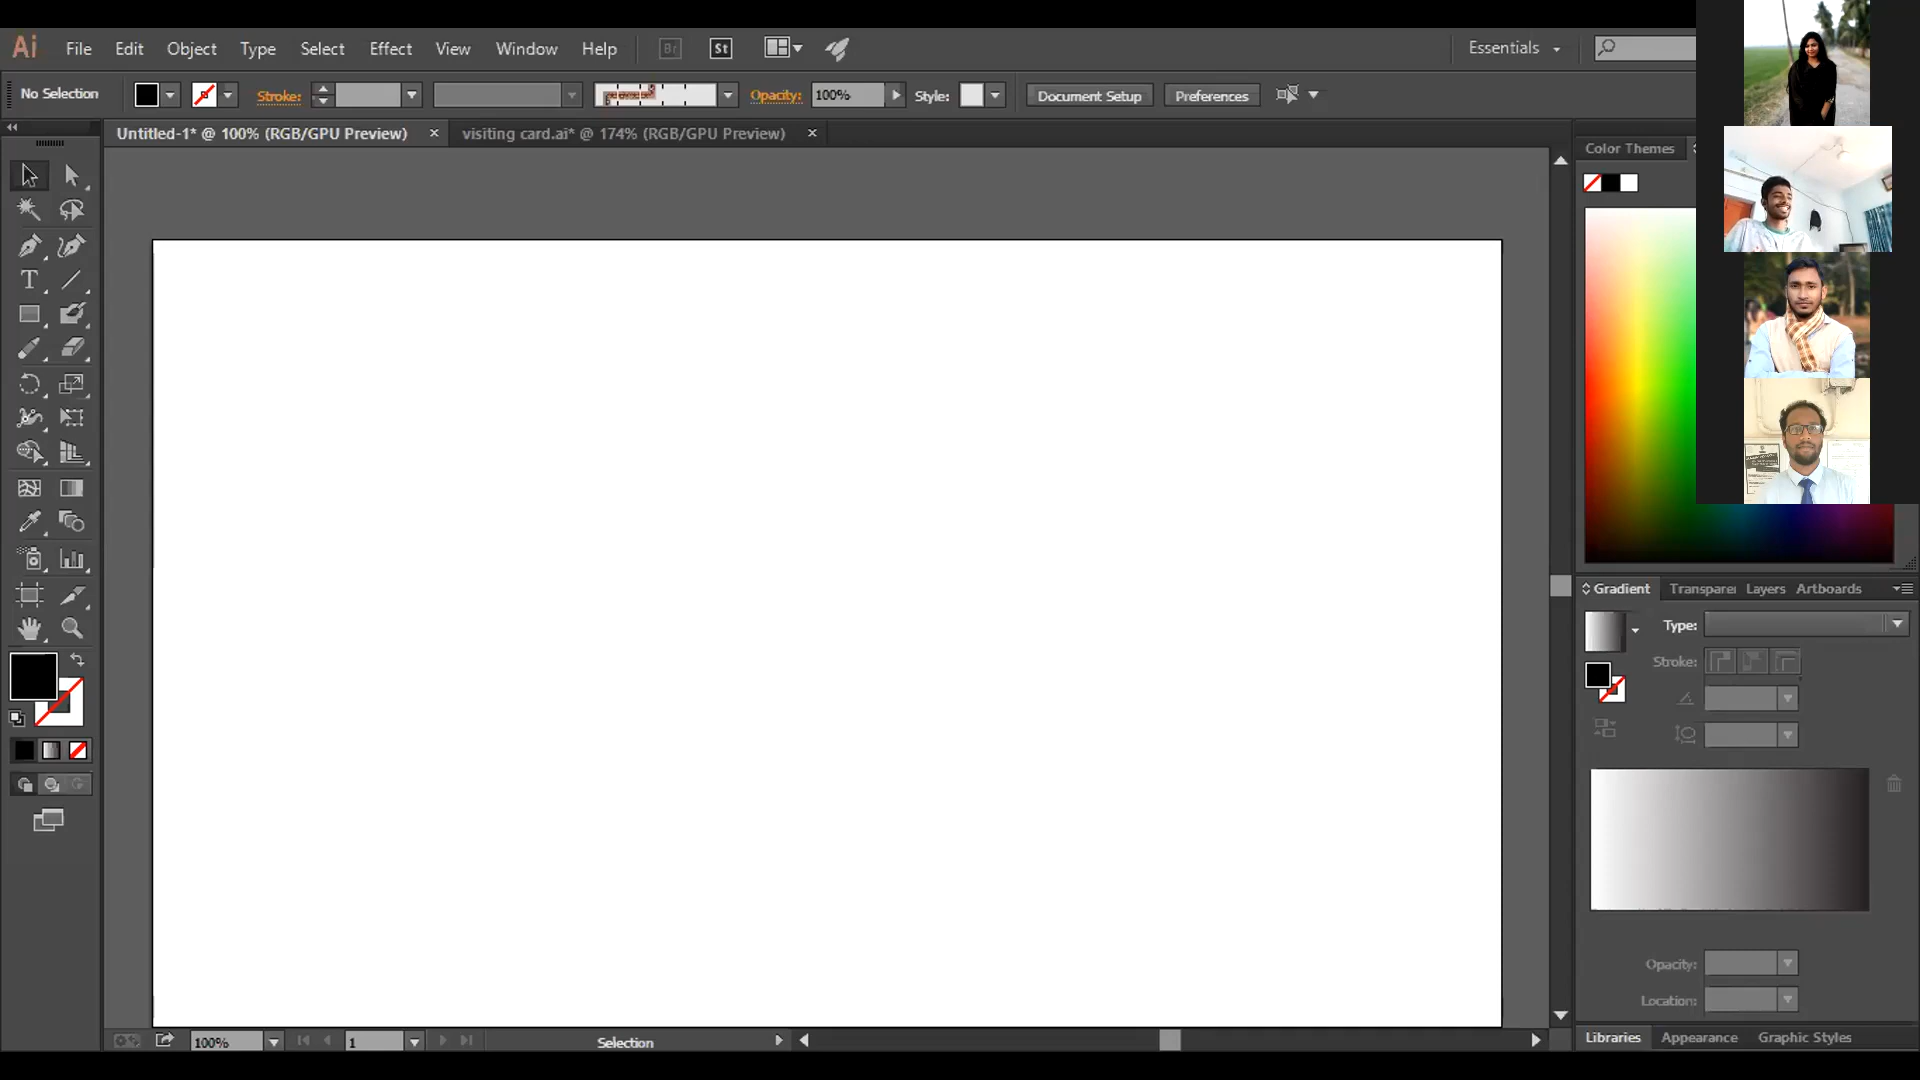 Ai File Edit Object Type Select Effect View Window Help Br St Essentials
No Selection Stroke: Opacity: 100% Style: Document Setup Preferences
Untitled-1* @ 100% (RGB/GPU Preview) × visiting card.ai* @ 174% (RGB/GPU Preview) ×
Color Themes
Gradient Transparei Layers Artboards
Type:
Stroke:
Opacity:
Location:
100% 1 Selection
Libraries Appearance Graphic Styles